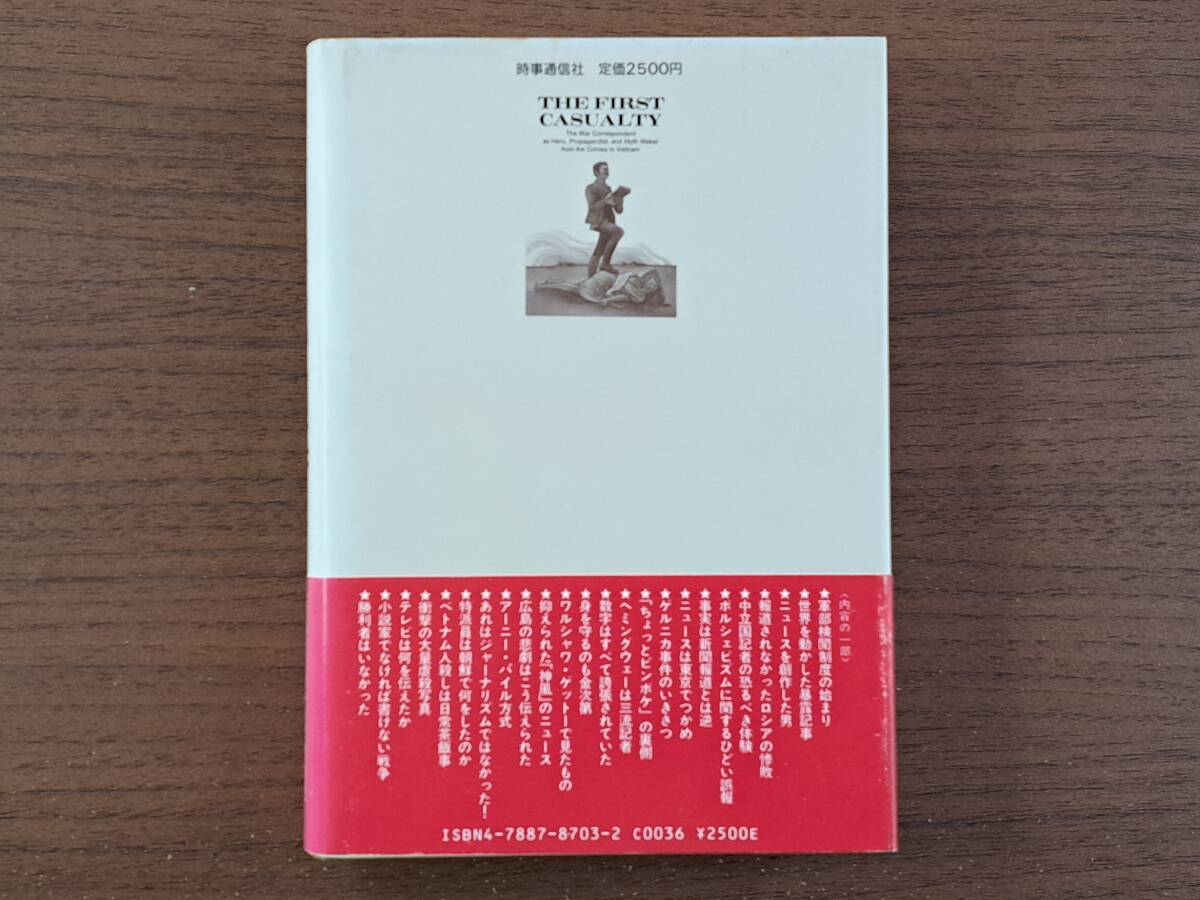 時事通信社 定価2500円
THE FIRST
CASUALTY
The War Correspondent
as Hero, Propagandist, and Myth Maker
from the Crimea to Vietnam
〈内容の一部〉
★軍部検閲制度の始まり
★世界を動かした暴露記事
★ニュースを創作した男
★報道されなかったロシアの惨敗
★中立国記者の恐るべき体験
★ボルシェビズムに関するひどい誤報
★事実は新聞報道とは逆
★ニュースは東京でつかめ
★ゲルニカ事件のいきさつ
★「ちょっとピンボケ」の裏側
★ヘミングウェーは三流記者
★数字はすべて誇張されていた
★身を守るのも金次第
★ワルシャワ・ゲットーで見たもの
★抑えられた「神風」のニュース
★広島の悲劇はこう伝えられた
★アーニー・パイル方式
★あれはジャーナリズムではなかった！
★特派員は朝鮮で何をしたのか
★ベトナム人殺しは日常茶飯事
★衝撃の大量虐殺写真
★テレビは何を伝えたか
★小説家でなければ書けない戦争
★勝利者はいなかった
ISBN4-7887-8703-2 C0036 ¥2500E